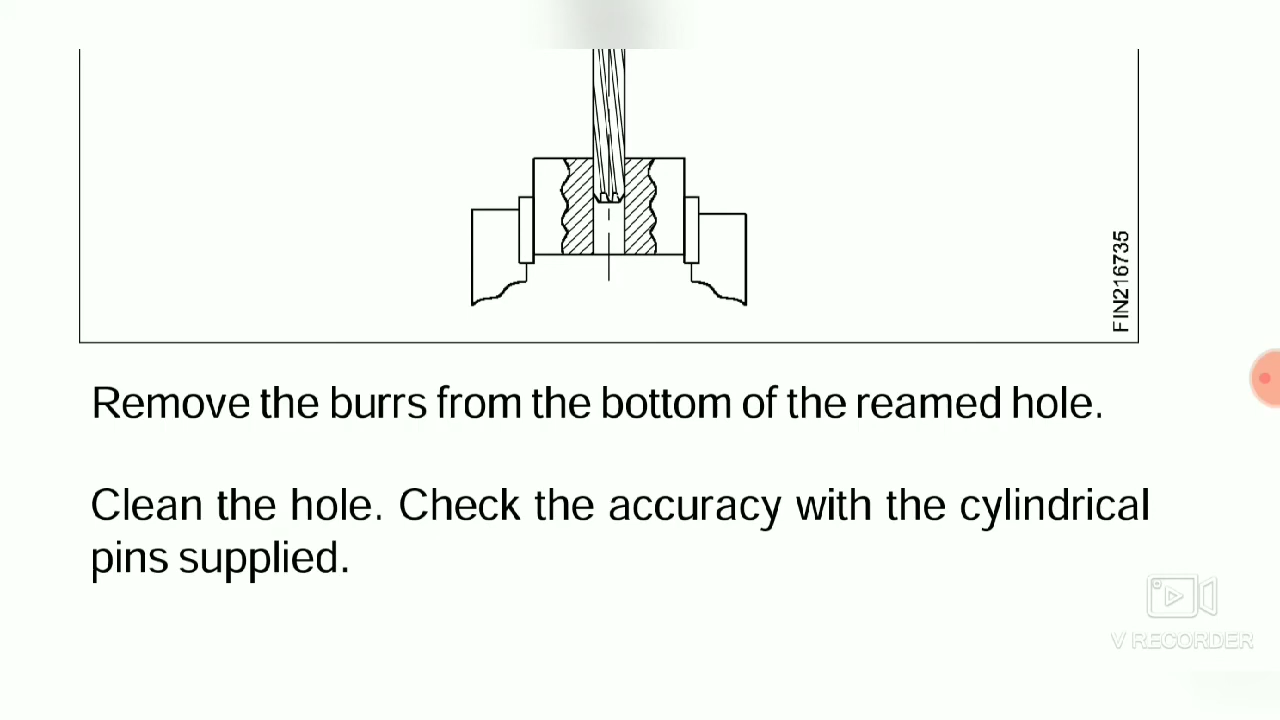 FIN216735
Remove the burrs from the bottom of the reamed hole.
Clean the hole. Check the accuracy with the cylindrical
pins supplied.
V RECORDER